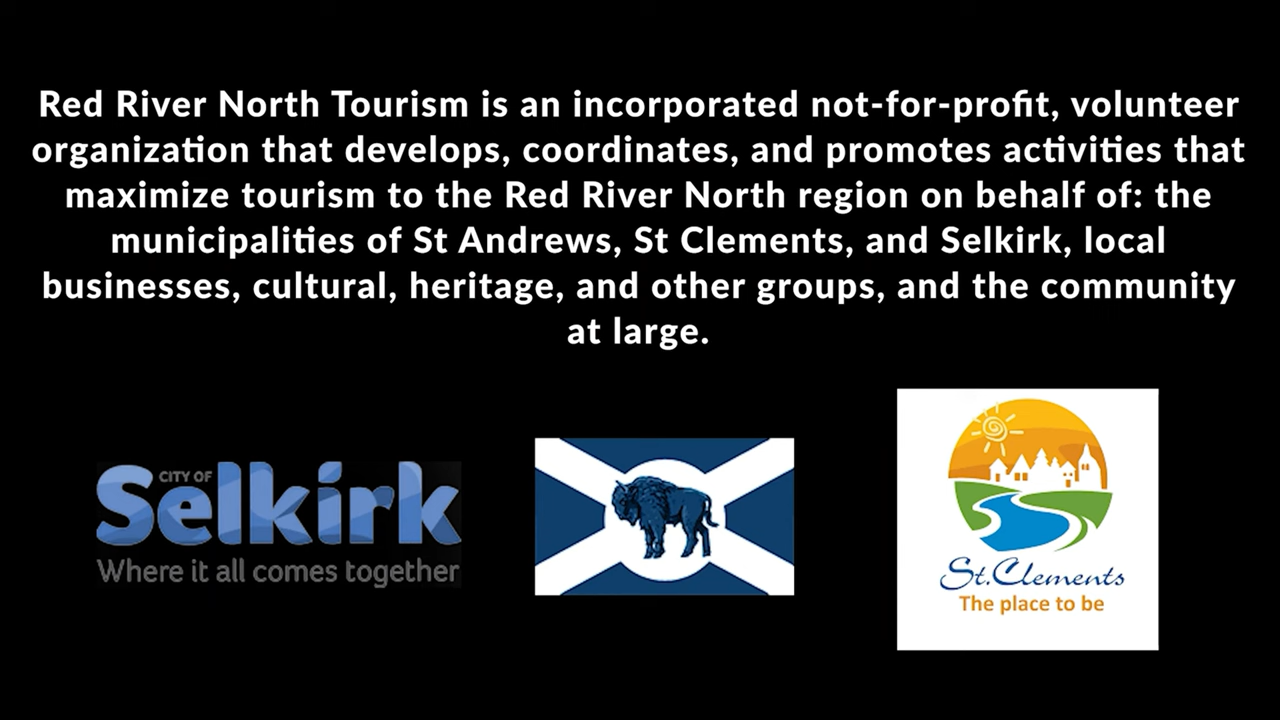 Red River North Tourism is an incorporated not-for-profit, volunteer
organization that develops, coordinates, and promotes activities that
maximize tourism to the Red River North region on behalf of: the
municipalities of St Andrews, St Clements, and Selkirk, local
businesses, cultural, heritage, and other groups, and the community
at large.
CITY OF
Selkirk
Where it all comes together
St.Clements
The place to be